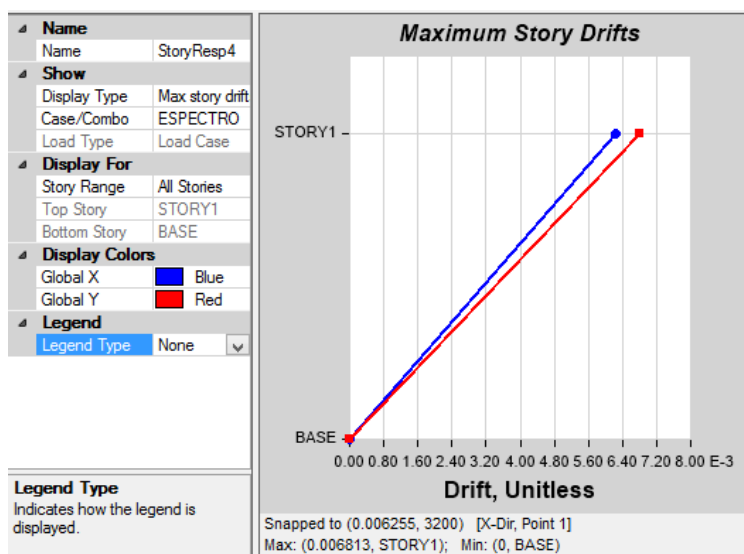 Name
Name StoryResp4
Show
Display Type Max story drift
Case/Combo ESPECTRO
Load Type Load Case
Display For
Story Range All Stories
Top Story STORY1
Bottom Story BASE
Display Colors
Global X Blue
Global Y Red
Legend
Legend Type None
Legend Type
Indicates how the legend is
displayed.
Maximum Story Drifts
STORY1
BASE
0.00 0.80 1.60 2.40 3.20 4.00 4.80 5.60 6.40 7.20 8.00 E-3
Drift, Unitless
Snapped to (0.006255, 3200) [X-Dir, Point 1]
Max: (0.006813, STORY1); Min: (0, BASE)